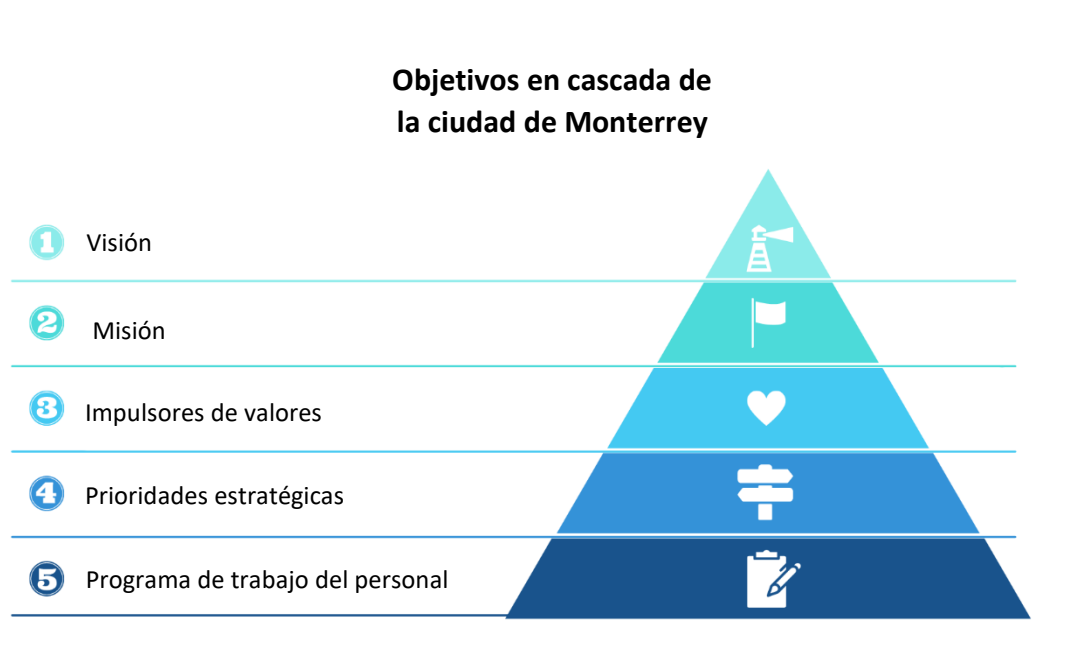 Objetivos en cascada de
la ciudad de Monterrey
1 Visión
2 Misión
3 Impulsores de valores
4 Prioridades estratégicas
5 Programa de trabajo del personal